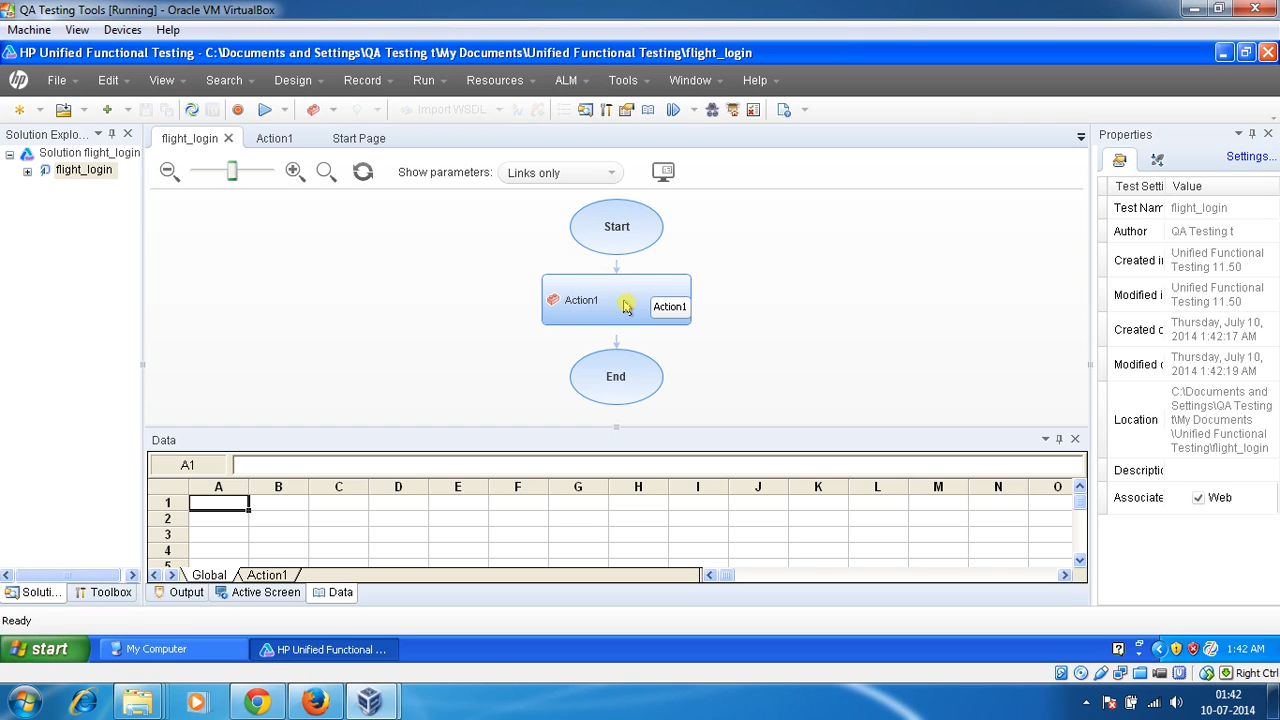 QA Testing Tools [Running] - Oracle VM VirtualBox
Machine View Devices Help
HP Unified Functional Testing - C:\Documents and Settings\QA Testing t\My Documents\Unified Functional Testing\flight_login
hp File Edit View Search Design Record Run Resources ALM Tools Window Help
Import WSDL
Solution Explo...
flight_login
Action1
Start Page
Properties
Solution flight_login
flight_login
Show parameters: Links only
Settings...
Test Setti Value
Test Nam flight_login
Author QA Testing t
Created in Unified Functional
Testing 11.50
Modified i Unified Functional
Testing 11.50
Created o Thursday, July 10,
2014 1:42:17 AM
Modified o Thursday, July 10,
2014 1:42:19 AM
Location C:\Documents and
Settings\QA Testing
t\My Documents
\Unified Functional
Testing\flight_login
Descriptic
Associate Web
Start
Action1
Action1
End
Data
A1
A B C D E F G H I J K L M N O
1
2
3
4
5
Global Action1
Soluti... Toolbox
Output Active Screen Data
Ready
start My Computer HP Unified Functional ... 1:42 AM
Right Ctrl
01:42
10-07-2014